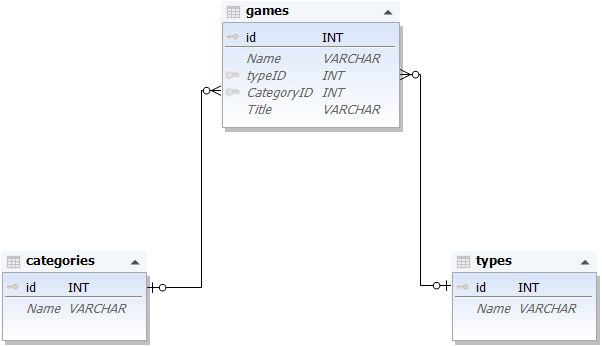 games
id INT
Name VARCHAR
typeID INT
CategoryID INT
Title VARCHAR
categories
id INT
Name VARCHAR
types
id INT
Name VARCHAR